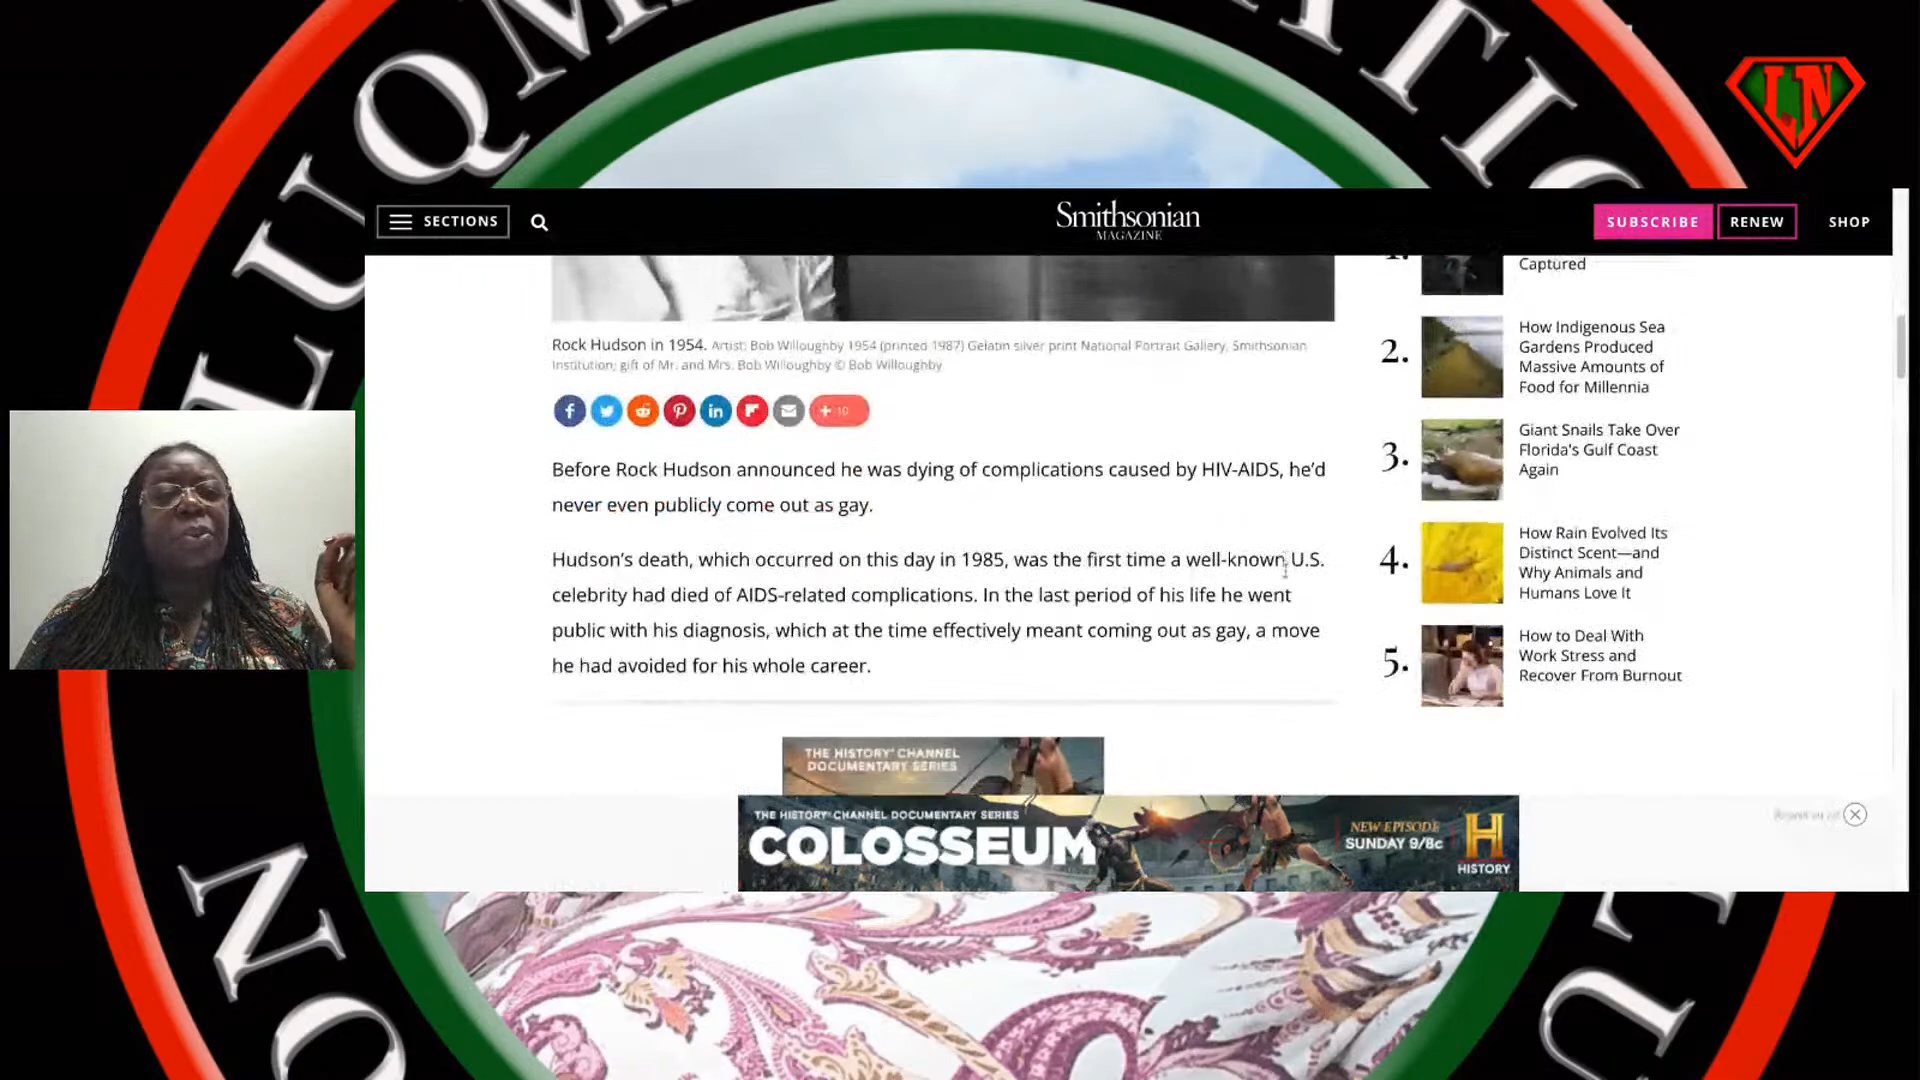 LUQMA
ATIO
LN
SECTIONS
Smithsonian
MAGAZINE
SUBSCRIBE
RENEW
SHOP
Rock Hudson in 1954. Artist: Bob Willoughby 1954 (printed 1987) Gelatin silver print National Portrait Gallery, Smithsonian
Institution; gift of Mr. and Mrs. Bob Willoughby © Bob Willoughby
+ 10
Before Rock Hudson announced he was dying of complications caused by HIV-AIDS, he'd
never even publicly come out as gay.
Hudson's death, which occurred on this day in 1985, was the first time a well-known U.S.
celebrity had died of AIDS-related complications. In the last period of his life he went
public with his diagnosis, which at the time effectively meant coming out as gay, a move
he had avoided for his whole career.
1.
Captured
2.
How Indigenous Sea
Gardens Produced
Massive Amounts of
Food for Millennia
3.
Giant Snails Take Over
Florida's Gulf Coast
Again
4.
How Rain Evolved Its
Distinct Scent—and
Why Animals and
Humans Love It
5.
How to Deal With
Work Stress and
Recover From Burnout
THE HISTORY CHANNEL
DOCUMENTARY SERIES
THE HISTORY CHANNEL DOCUMENTARY SERIES
COLOSSEUM
NEW EPISODE
SUNDAY 9/8c
H
HISTORY
NO